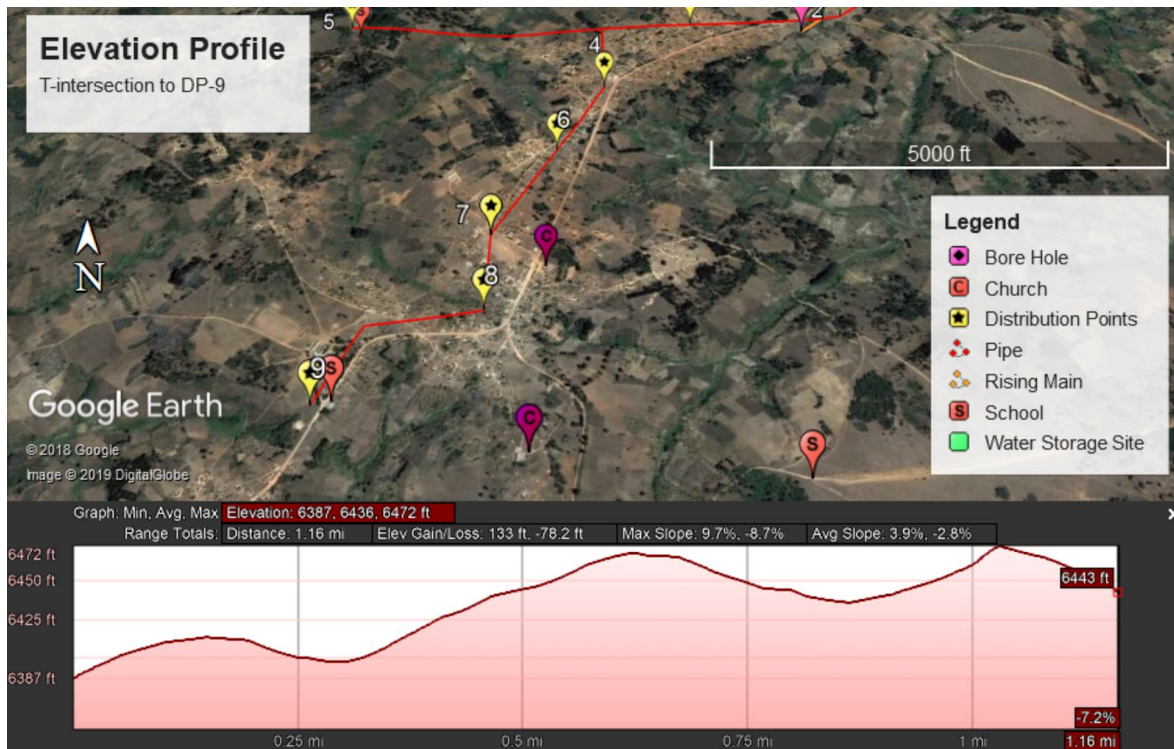 Elevation Profile
T-intersection to DP-9
5
4
2
6
7
8
9
S
C
C
S
N
5000 ft
Legend
Bore Hole
C Church
Distribution Points
Pipe
Rising Main
S School
Water Storage Site
Google Earth
© 2018 Google
Image © 2019 DigitalGlobe
Graph: Min, Avg, Max Elevation: 6387, 6436, 6472 ft
Range Totals: Distance: 1.16 mi Elev Gain/Loss: 133 ft, -78.2 ft Max Slope: 9.7%, -8.7% Avg Slope: 3.9%, -2.8%
6472 ft
6450 ft
6425 ft
6387 ft
6443 ft
-7.2%
0.25 mi 0.5 mi 0.75 mi 1 mi 1.16 mi